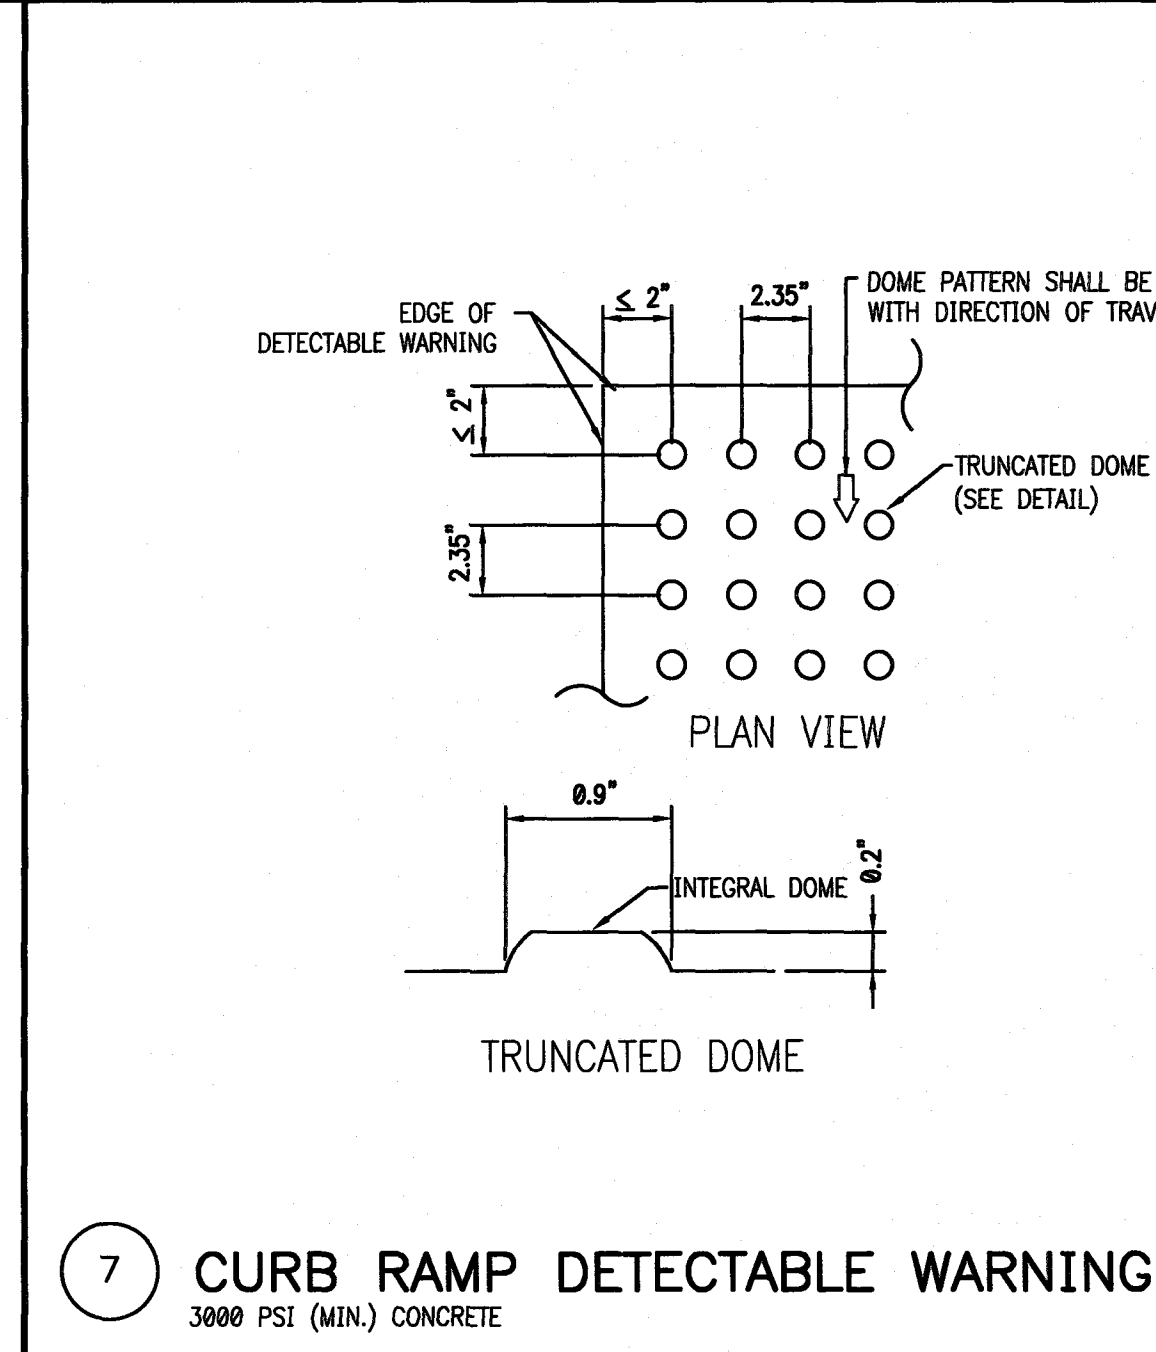 ≤ 2"
2.35"
DOME PATTERN SHALL BE
WITH DIRECTION OF TRAV
EDGE OF
DETECTABLE WARNING
≤ 2"
TRUNCATED DOME
(SEE DETAIL)
2.35"
PLAN VIEW
0.9"
0.2"
INTEGRAL DOME
TRUNCATED DOME
7
CURB RAMP DETECTABLE WARNING
3000 PSI (MIN.) CONCRETE